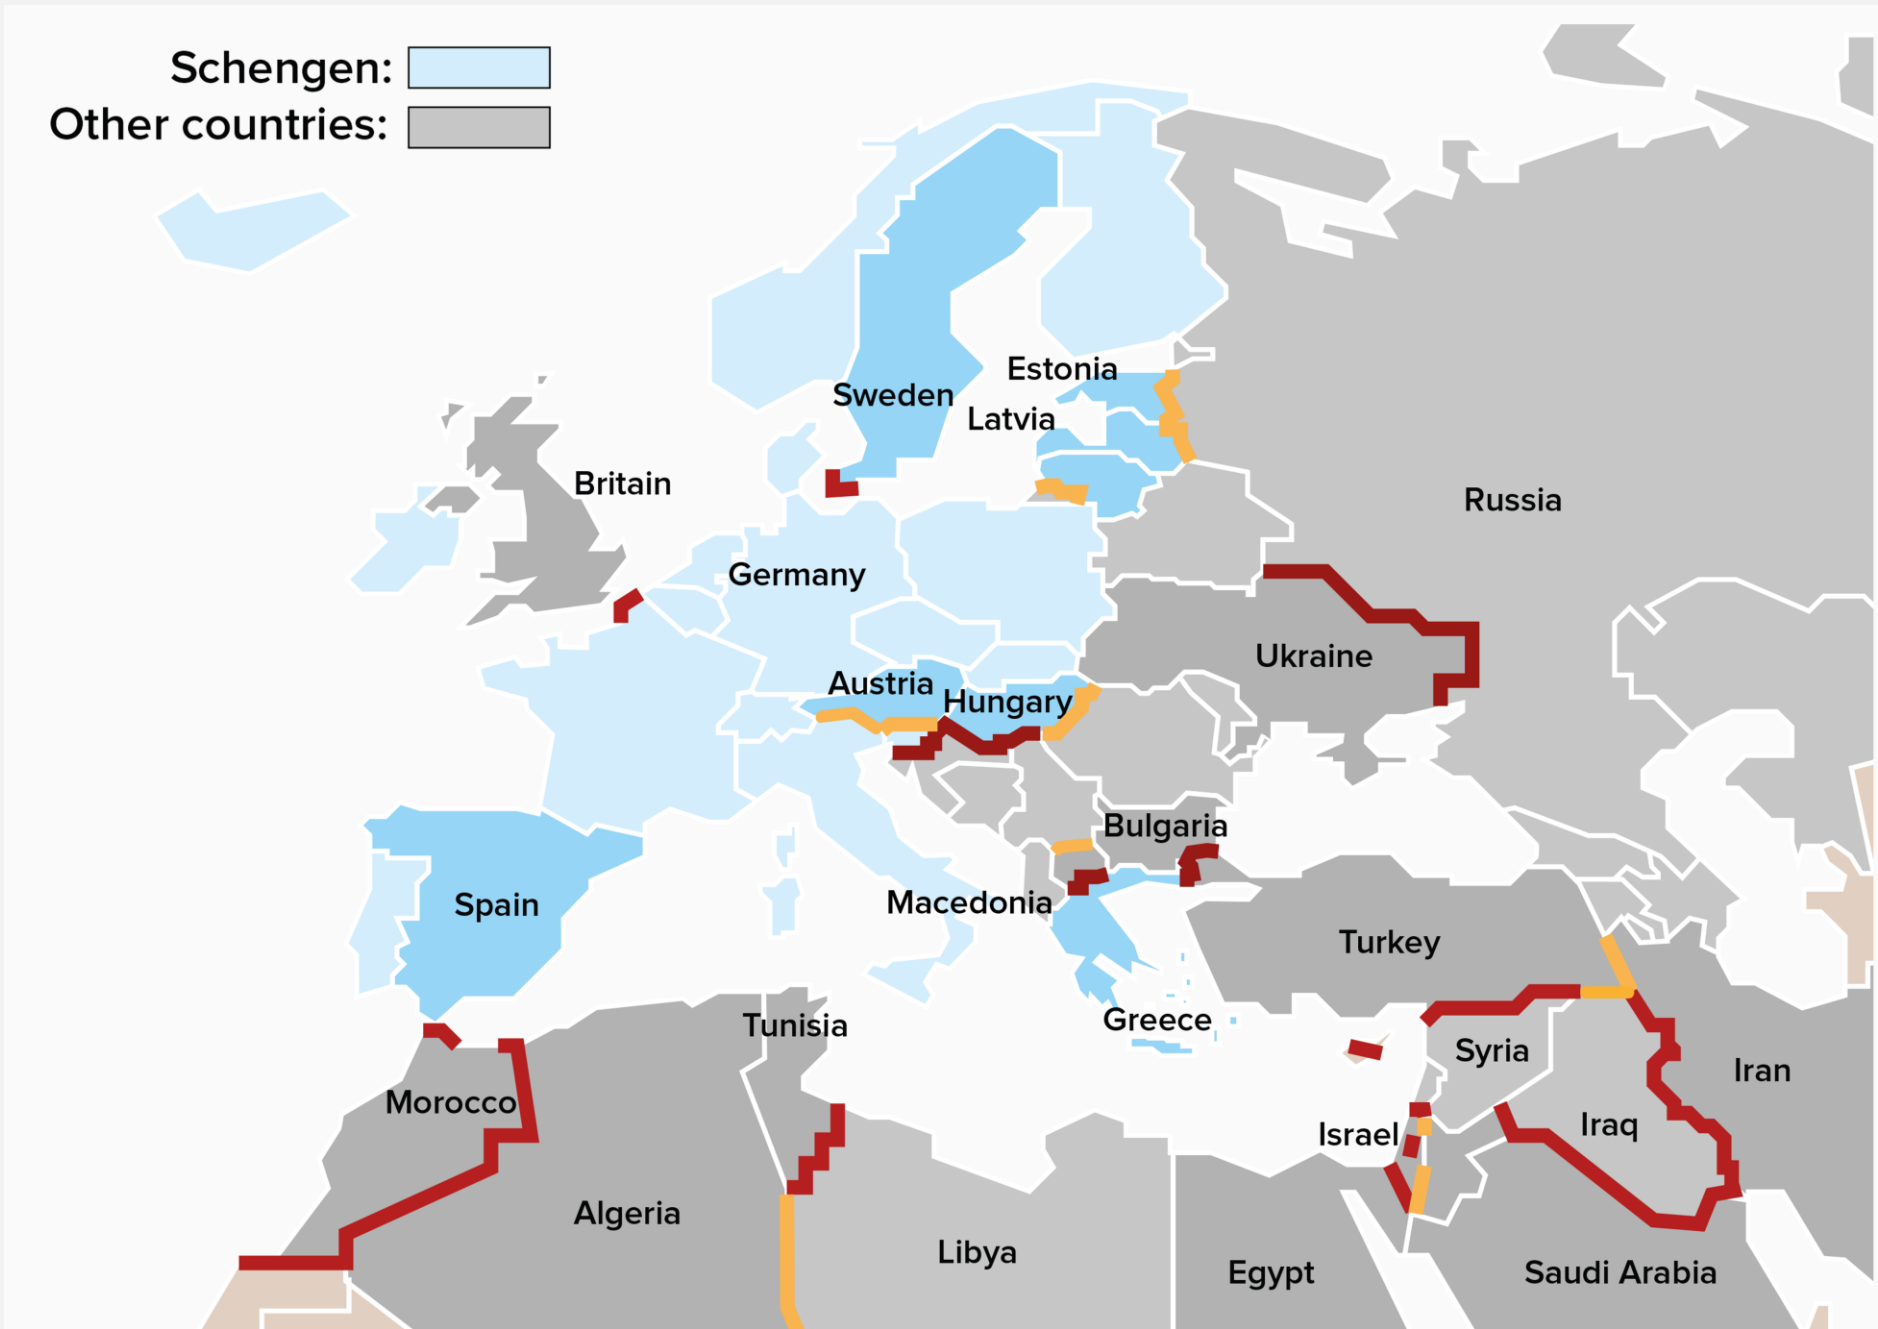 Schengen:
Other countries:
Estonia
Sweden
Latvia
Britain
Russia
Germany
Ukraine
Austria
Hungary
Bulgaria
Macedonia
Spain
Turkey
Greece
Tunisia
Syria
Iran
Morocco
Israel
Iraq
Algeria
Libya
Egypt
Saudi Arabia